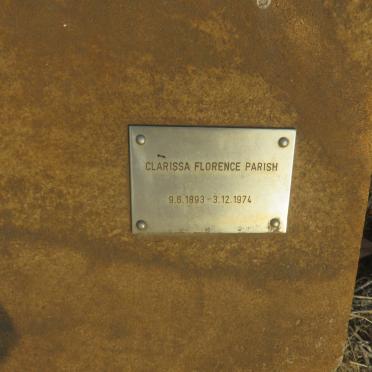 CLARISSA FLORENCE PARISH
9.6.1893-3.12.1974